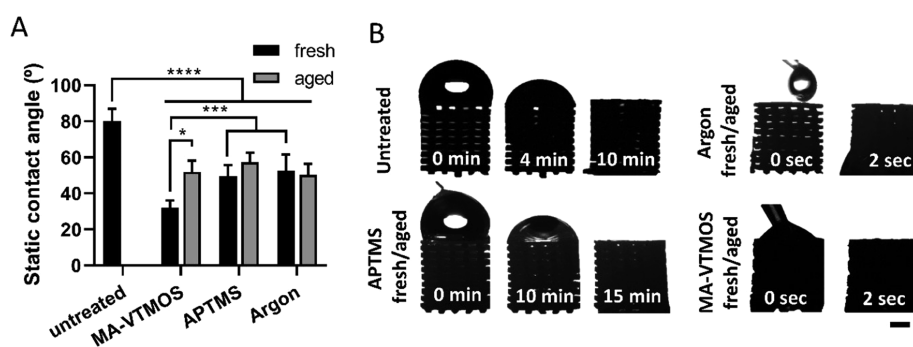 A
fresh
aged
Static contact angle (º)
100
80
60
40
20
0
****
***
*
untreated
MA-VTMOS
APTMS
Argon
B
Untreated
0 min
4 min
10 min
Argon
fresh/aged
0 sec
2 sec
APTMS
fresh/aged
0 min
10 min
15 min
MA-VTMOS
fresh/aged
0 sec
2 sec